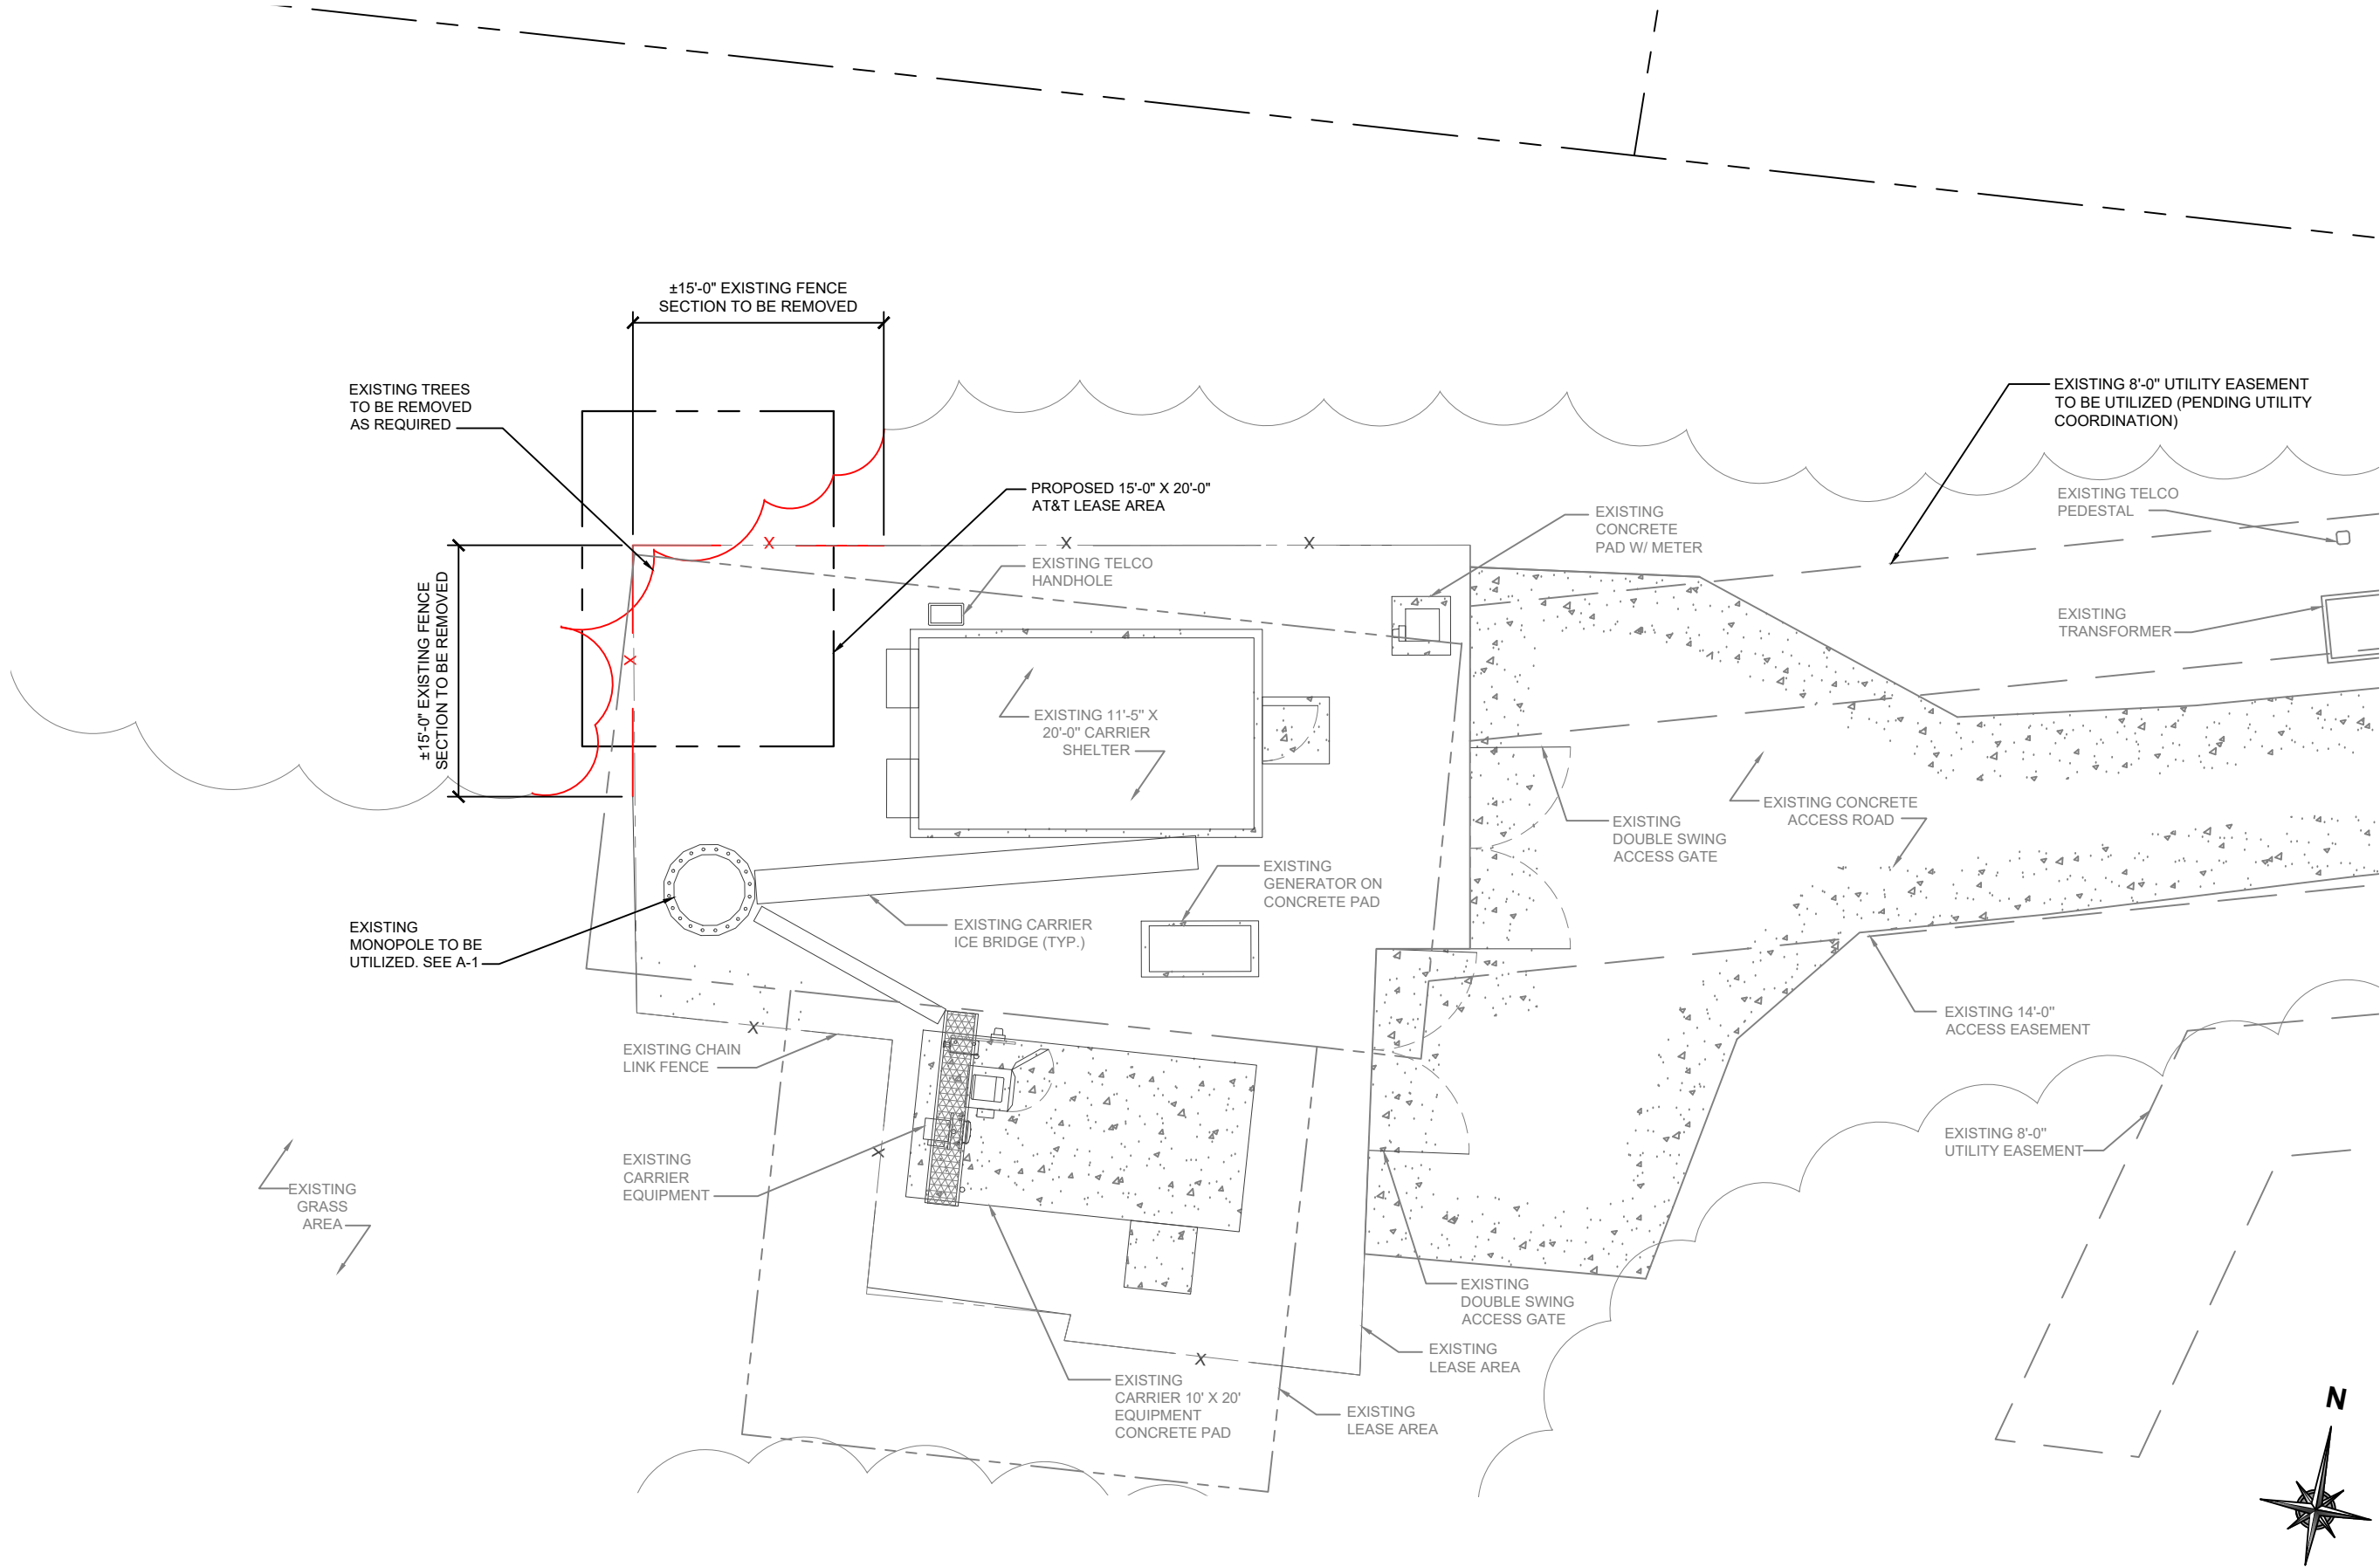 ±15'-0" EXISTING FENCE
SECTION TO BE REMOVED
EXISTING TREES
TO BE REMOVED
AS REQUIRED
EXISTING 8'-0" UTILITY EASEMENT
TO BE UTILIZED (PENDING UTILITY
COORDINATION)
PROPOSED 15'-0" X 20'-0"
AT&T LEASE AREA
EXISTING
CONCRETE
PAD W/ METER
EXISTING TELCO
PEDESTAL
X
X
X
EXISTING TELCO
HANDHOLE
±15'-0" EXISTING FENCE
SECTION TO BE REMOVED
X
EXISTING
TRANSFORMER
EXISTING 11'-5" X
20'-0" CARRIER
SHELTER
EXISTING CONCRETE
ACCESS ROAD
EXISTING
DOUBLE SWING
ACCESS GATE
EXISTING
GENERATOR ON
CONCRETE PAD
EXISTING
MONOPOLE TO BE
UTILIZED. SEE A-1
EXISTING CARRIER
ICE BRIDGE (TYP.)
EXISTING 14'-0"
ACCESS EASEMENT
X
EXISTING CHAIN
LINK FENCE
EXISTING 8'-0"
UTILITY EASEMENT
X
EXISTING
CARRIER
EQUIPMENT
EXISTING
GRASS
AREA
EXISTING
DOUBLE SWING
ACCESS GATE
EXISTING
LEASE AREA
X
EXISTING
CARRIER 10' X 20'
EQUIPMENT
CONCRETE PAD
EXISTING
LEASE AREA
N